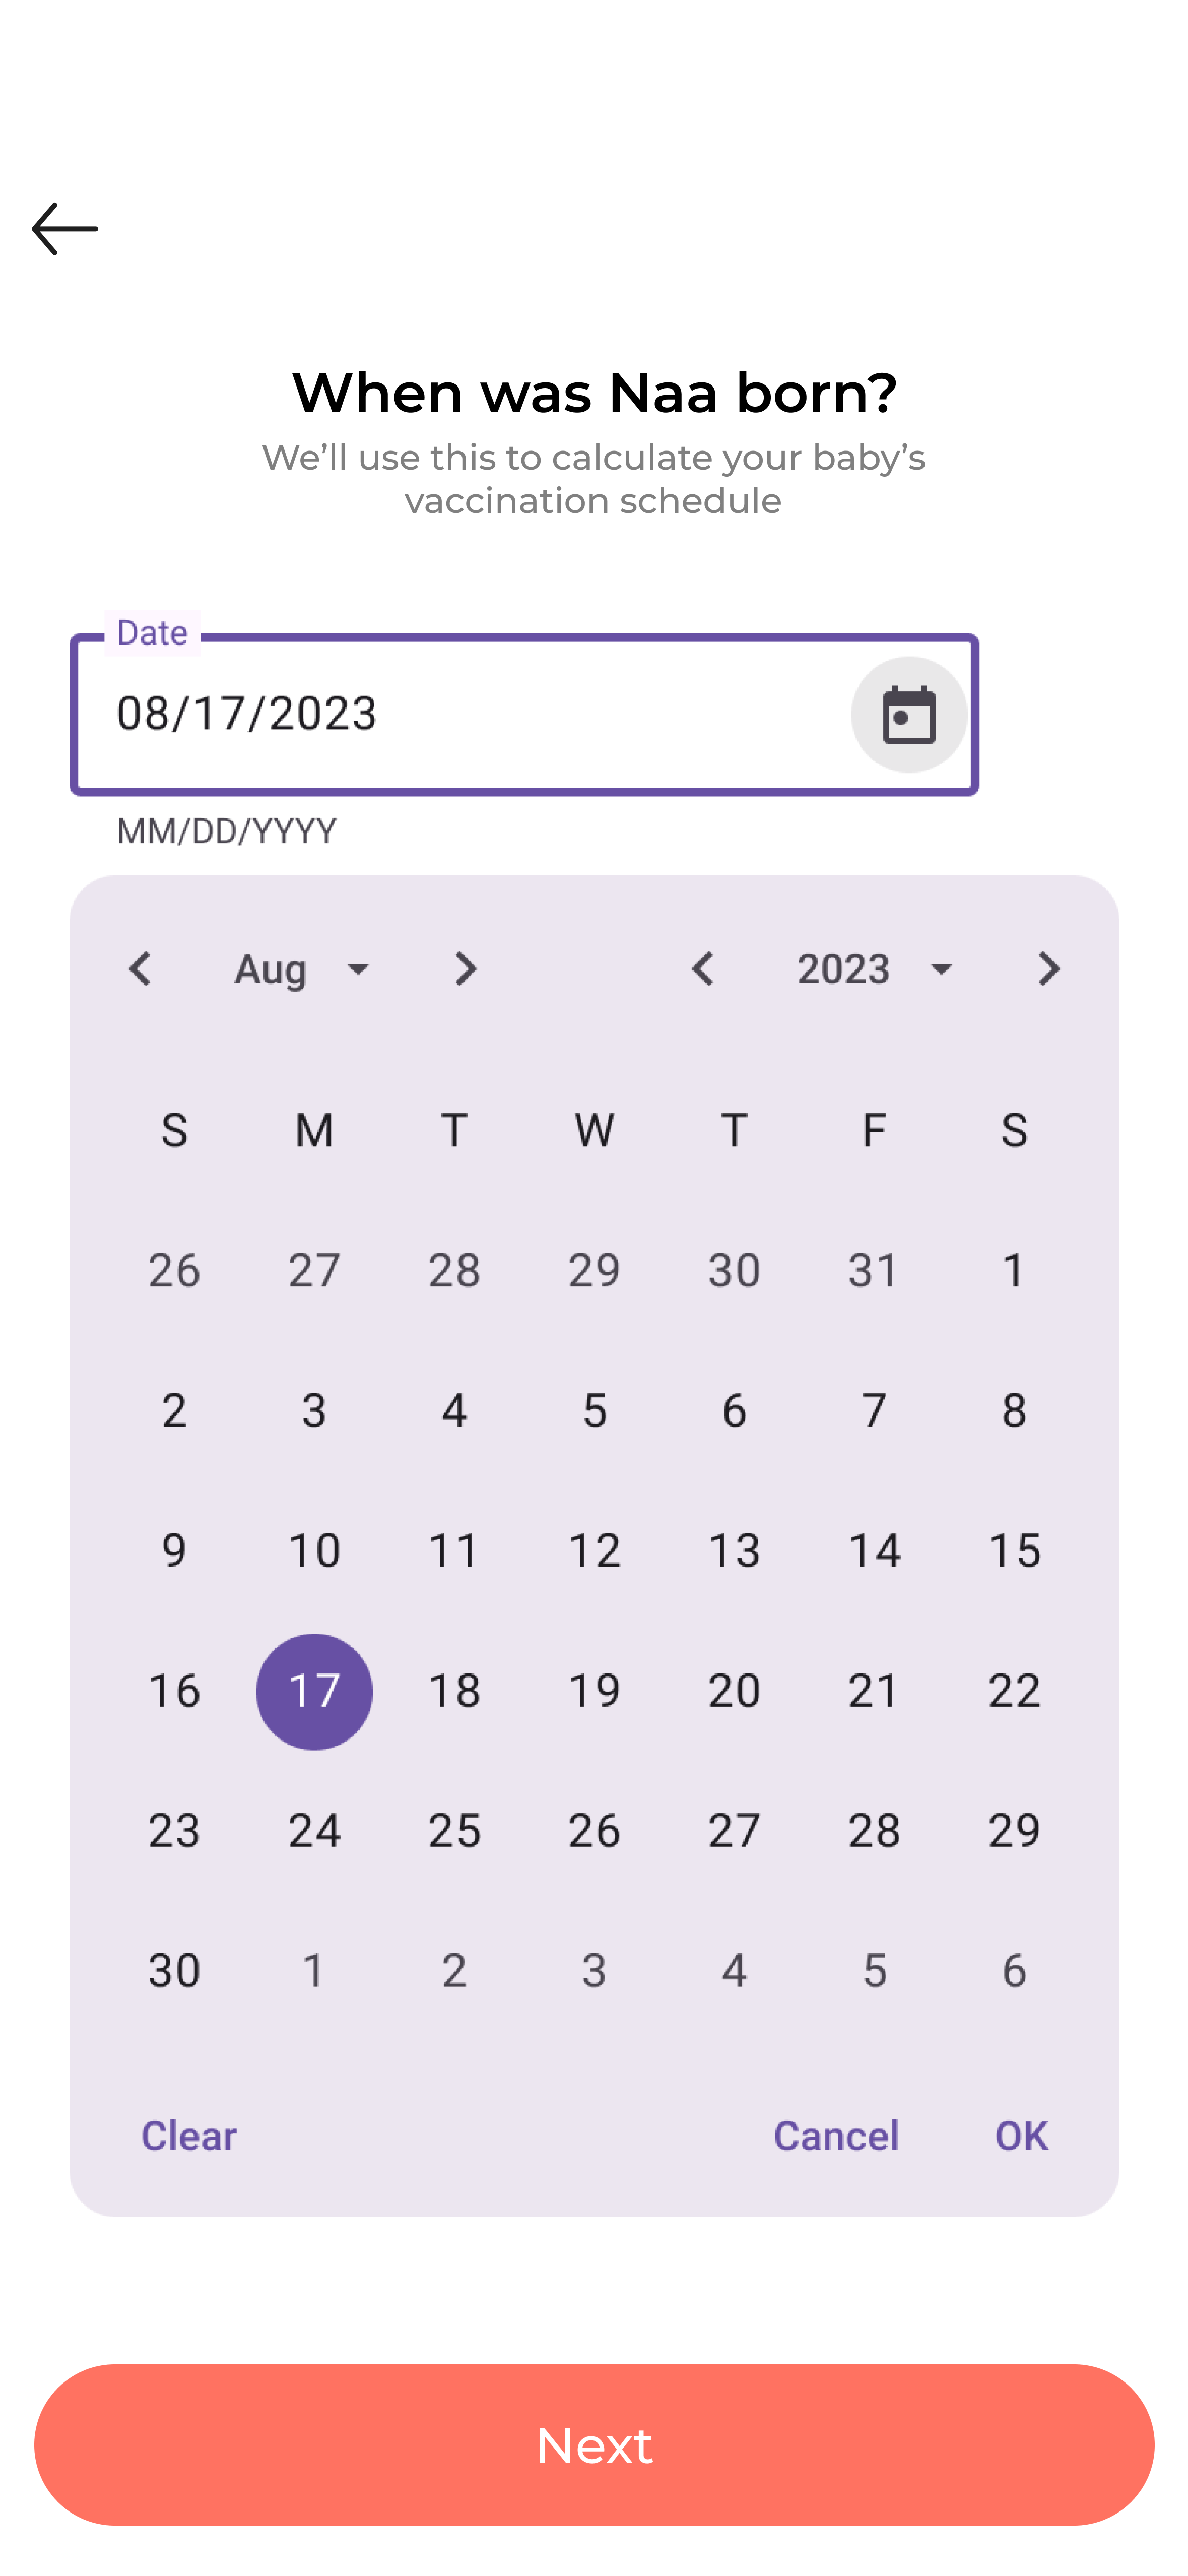 When was Naa born?
We’ll use this to calculate your baby’s
vaccination schedule
Date
08/17/2023
MM/DD/YYYY
Aug 2023
S M T W T F S
26 27 28 29 30 31 1
2 3 4 5 6 7 8
9 10 11 12 13 14 15
16 17 18 19 20 21 22
23 24 25 26 27 28 29
30 1 2 3 4 5 6
Clear Cancel OK
Next